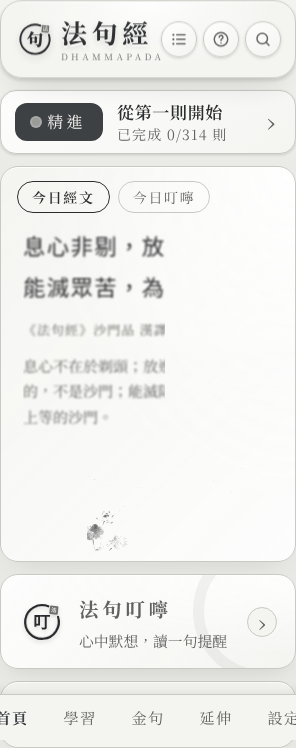 句 法句經
DHAMMAPADA
精進
從第一則開始
已完成 0/314 則
今日經文
今日叮嚀
息心非剔，放
能滅眾苦，為
《法句經》沙門品 漢譯
息心不在於剃頭；放
的，不是沙門；能滅
上等的沙門。
叮
法句叮嚀
心中默想，讀一句提醒
首頁
學習
金句
延伸
設定